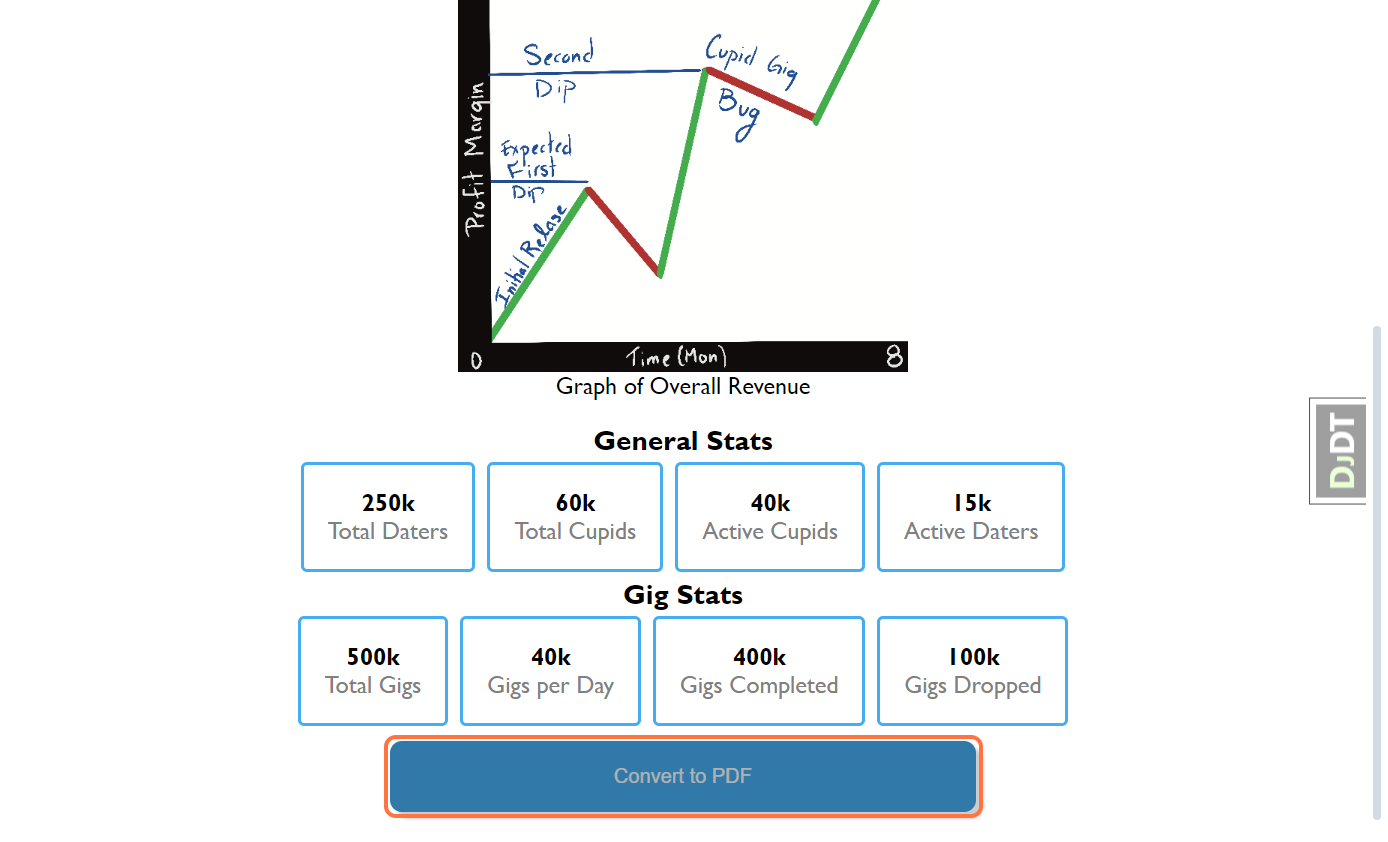 Second
Dip
Cupid Gig
Bug
Expected
First
Dip
Initial Relase
Profit Margin
0
Time (Mon)
8
Graph of Overall Revenue
General Stats
250k
Total Daters
60k
Total Cupids
40k
Active Cupids
15k
Active Daters
Gig Stats
500k
Total Gigs
40k
Gigs per Day
400k
Gigs Completed
100k
Gigs Dropped
Convert to PDF
DJDT